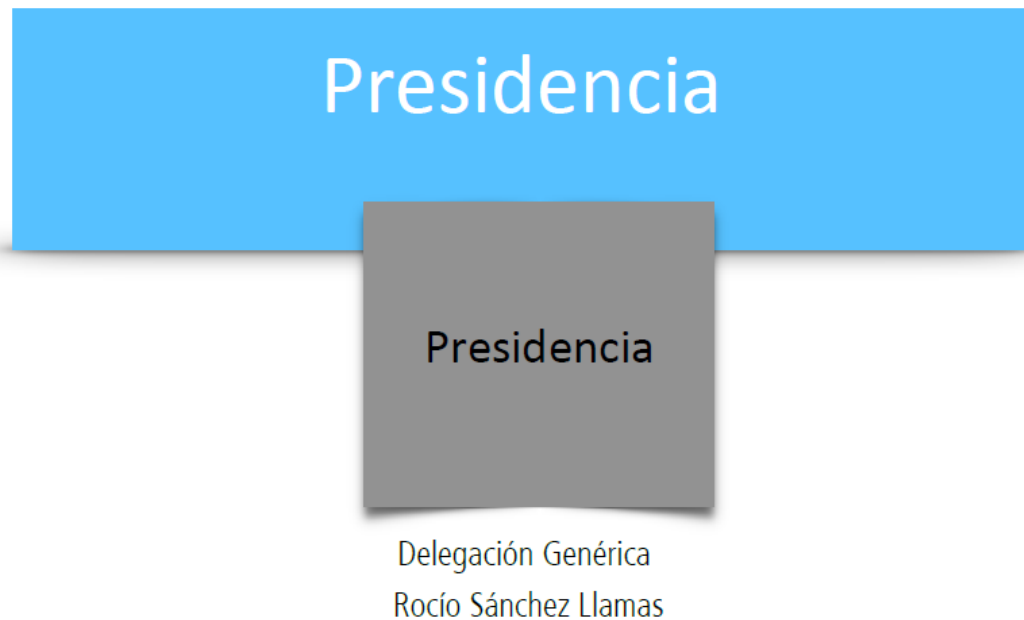 Presidencia
Presidencia
Delegación Genérica
Rocío Sánchez Llamas